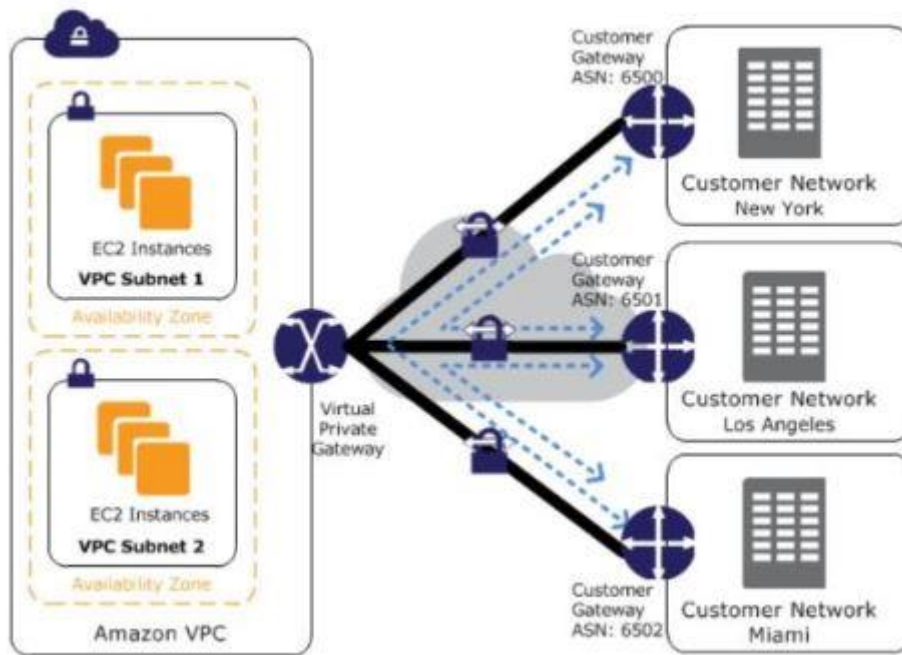 EC2 Instances
VPC Subnet 1
Availability Zone
EC2 Instances
VPC Subnet 2
Availability Zone
Amazon VPC
Virtual
Private
Gateway
Customer
Gateway
ASN: 6500
Customer Network
New York
Customer
Gateway
ASN: 6501
Customer Network
Los Angeles
Customer
Gateway
ASN: 6502
Customer Network
Miami